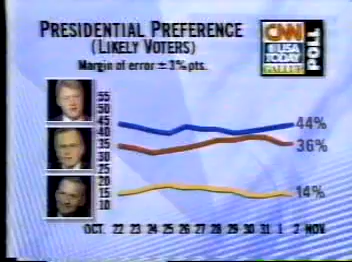 PRESIDENTIAL PREFERENCE
(LIKELY VOTERS)
Margin of error ± 3% pts.
CNN
USA
TODAY
GALLUP
POLL
55
50
45
40
35
30
25
20
15
10
44%
36%
14%
OCT. 22 23 24 25 26 27 28 29 30 31 1 2 NOV.